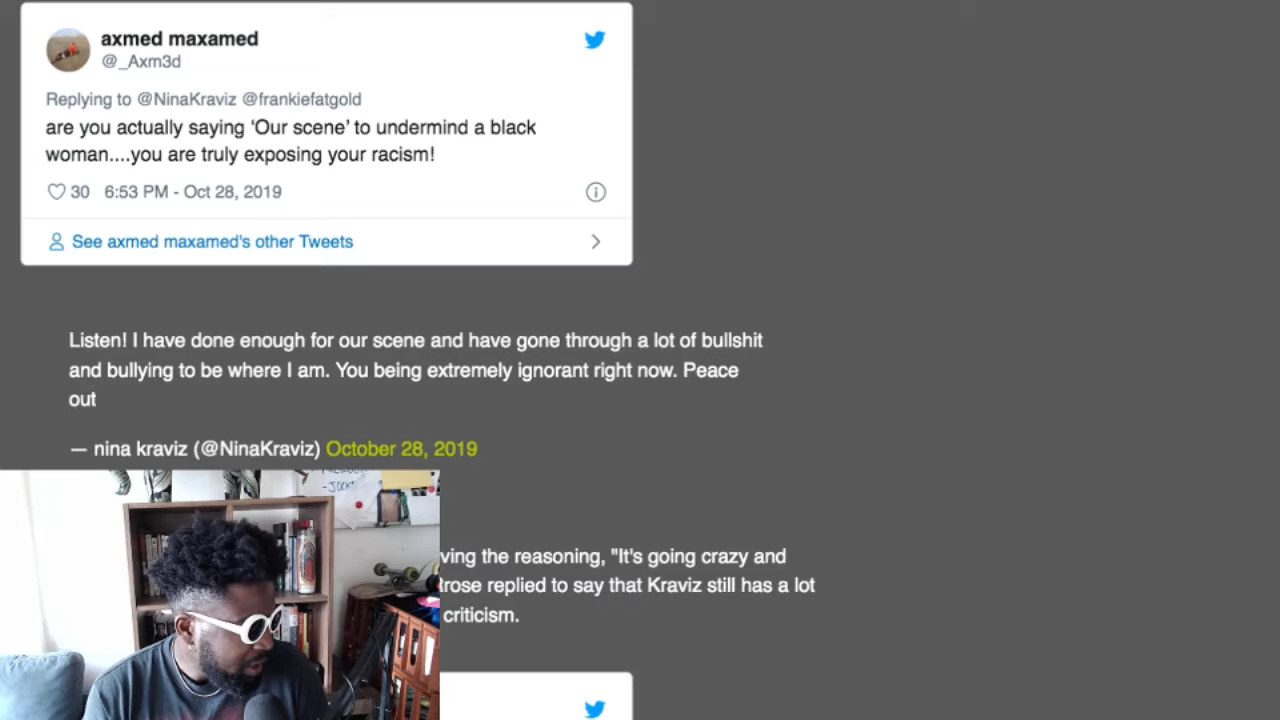 axmed maxamed
@_Axm3d
Replying to @NinaKraviz @frankiefatgold
are you actually saying ‘Our scene’ to undermind a black
woman....you are truly exposing your racism!
30 6:53 PM - Oct 28, 2019
See axmed maxamed's other Tweets
Listen! I have done enough for our scene and have gone through a lot of bullshit
and bullying to be where I am. You being extremely ignorant right now. Peace
out
— nina kraviz (@NinaKraviz) October 28, 2019
the reasoning, "It's going crazy and
replied to say that Kraviz still has a lot
criticism.